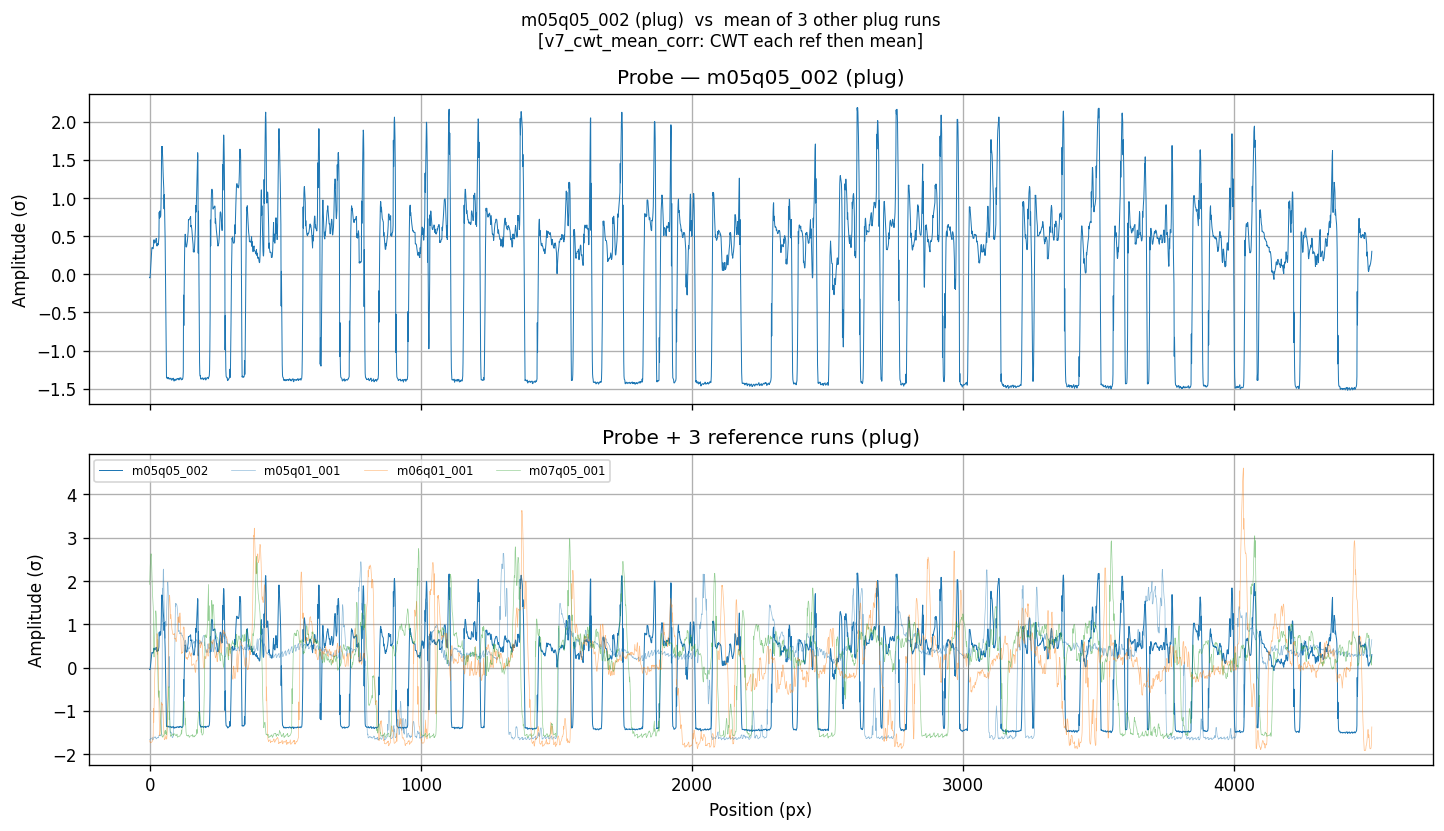 m05q05_002 (plug)  vs  mean of 3 other plug runs
[v7_cwt_mean_corr: CWT each ref then mean]
Probe — m05q05_002 (plug)
2.0
1.5
1.0
0.5
0.0
−0.5
−1.0
−1.5
Amplitude (σ)
Probe + 3 reference runs (plug)
m05q05_002 m05q01_001 m06q01_001 m07q05_001
4
3
2
1
0
−1
−2
Amplitude (σ)
0 1000 2000 3000 4000
Position (px)